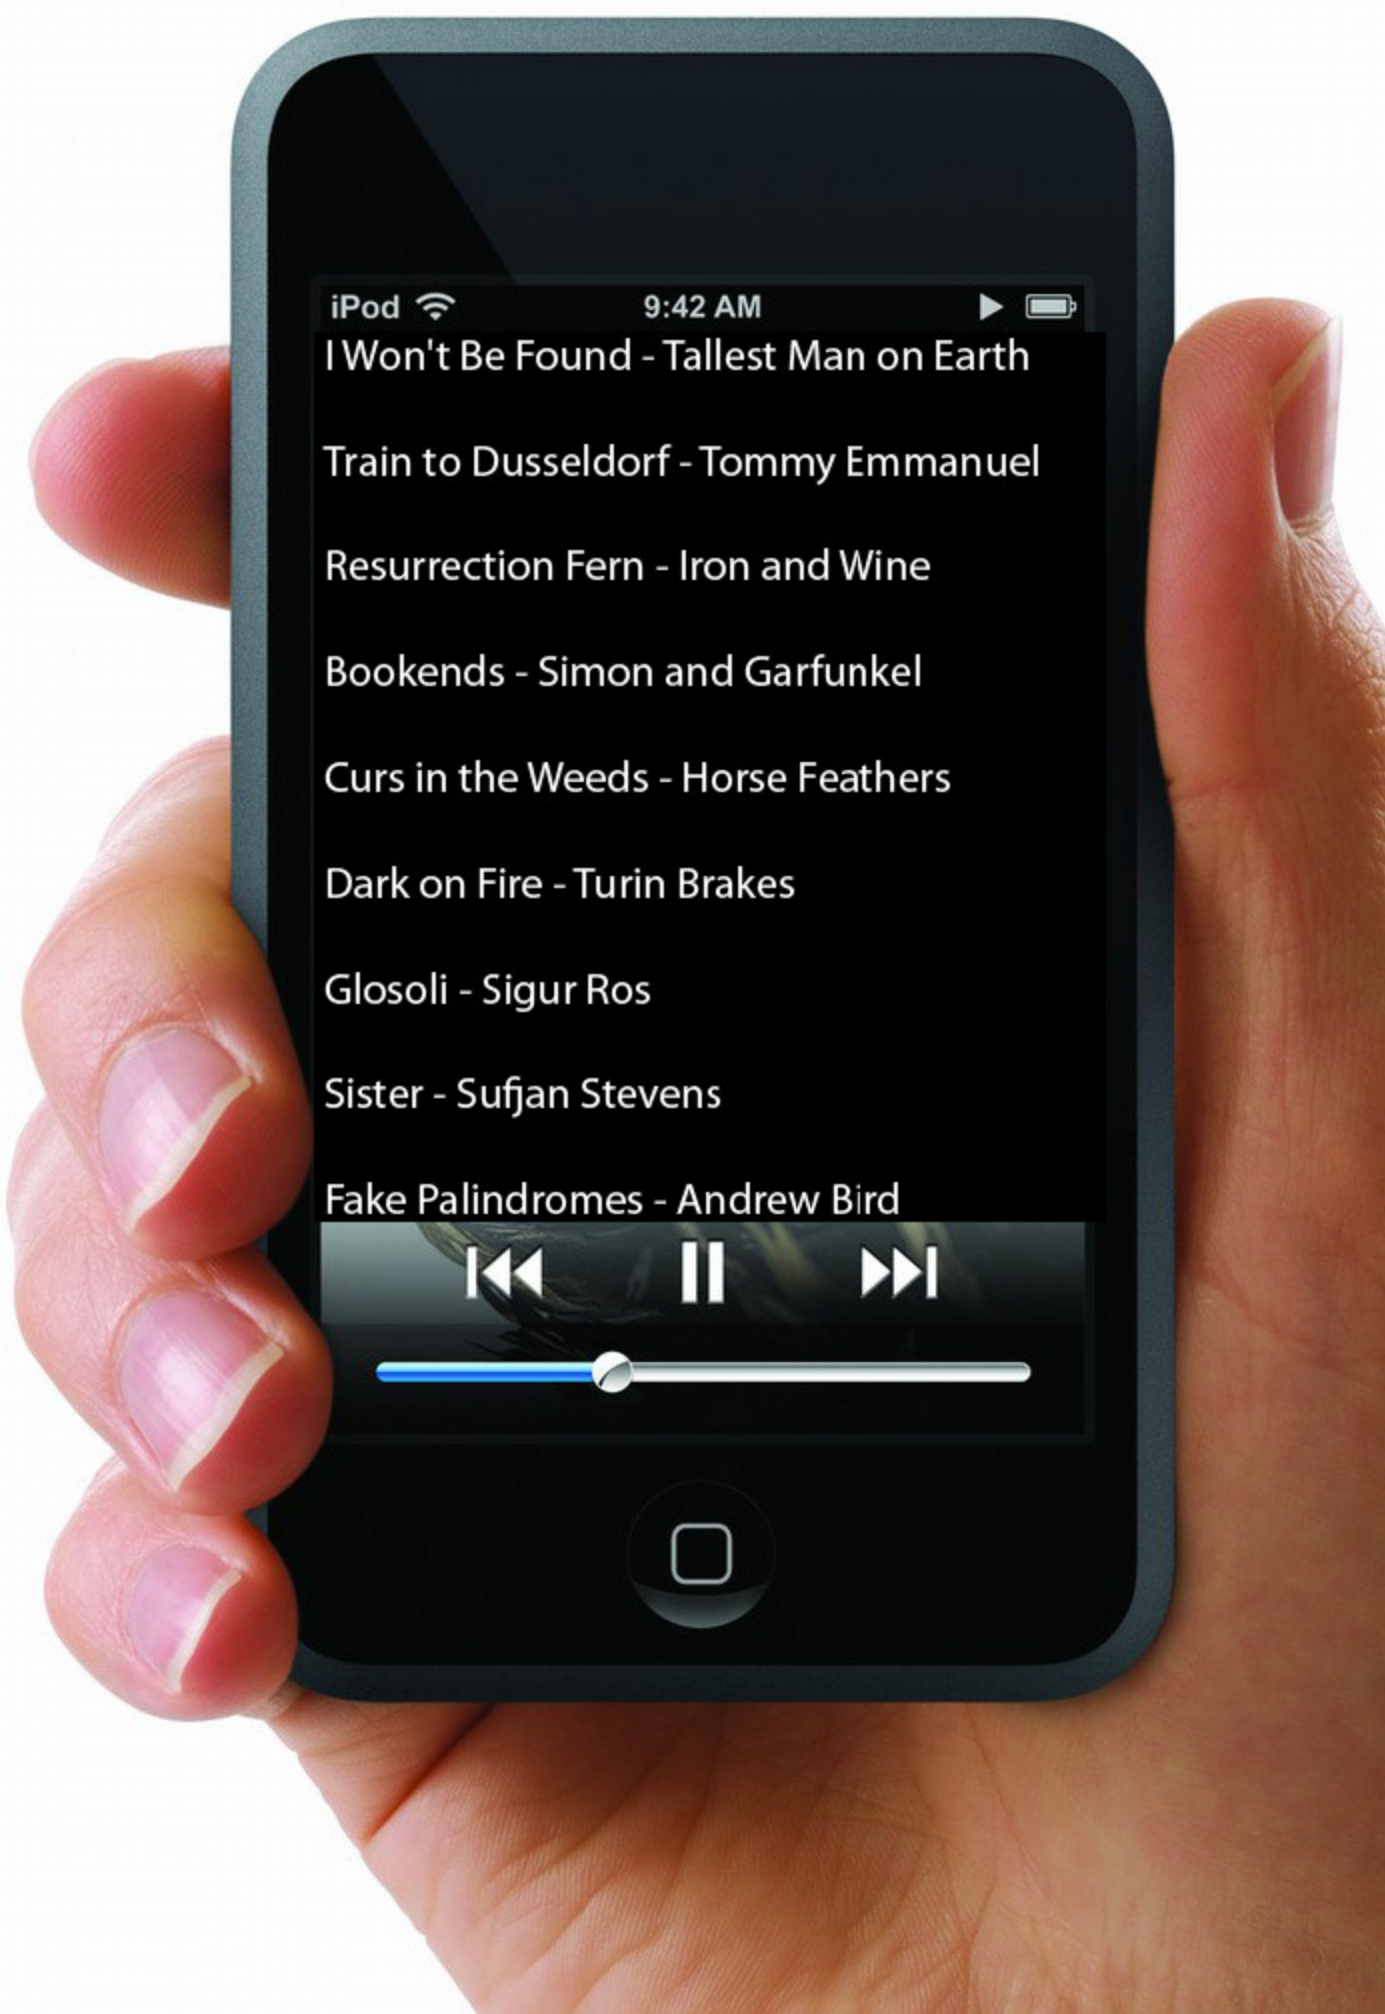 iPod 9:42 AM
I Won't Be Found - Tallest Man on Earth
Train to Dusseldorf - Tommy Emmanuel
Resurrection Fern - Iron and Wine
Bookends - Simon and Garfunkel
Curs in the Weeds - Horse Feathers
Dark on Fire - Turin Brakes
Glosoli - Sigur Ros
Sister - Sufjan Stevens
Fake Palindromes - Andrew Bird